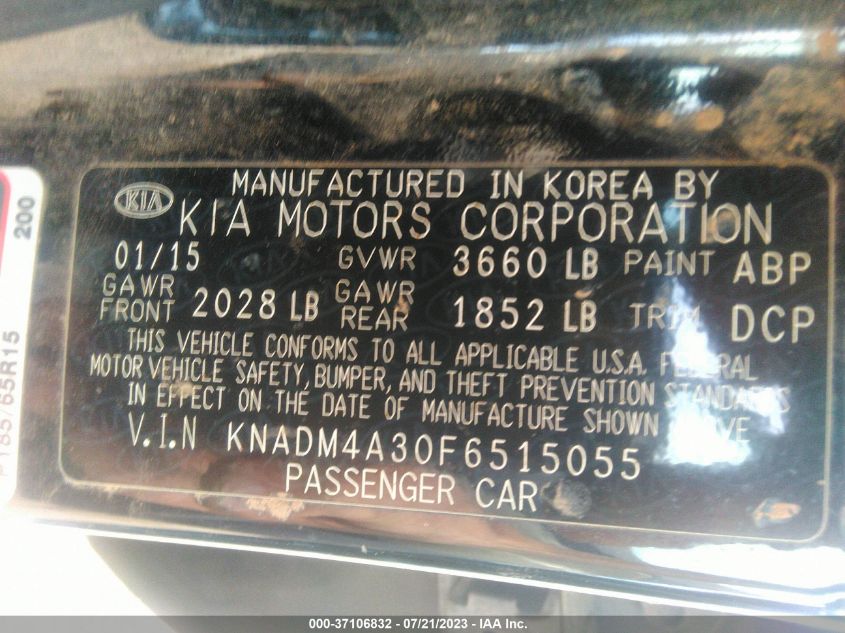 MANUFACTURED IN KOREA BY
KIA KIA MOTORS CORPORATION
01/15 GVWR 3660 LB PAINT ABP
GAWR FRONT 2028 LB GAWR REAR 1852 LB TRIM DCP
THIS VEHICLE CONFORMS TO ALL APPLICABLE U.S.A. FEDERAL
MOTOR VEHICLE SAFETY, BUMPER, AND THEFT PREVENTION STANDARDS
IN EFFECT ON THE DATE OF MANUFACTURE SHOWN
V.I.N KNADM4A30F6515055
PASSENGER CAR
200
P185/65R15
000-37106832 - 07/21/2023 - IAA Inc.